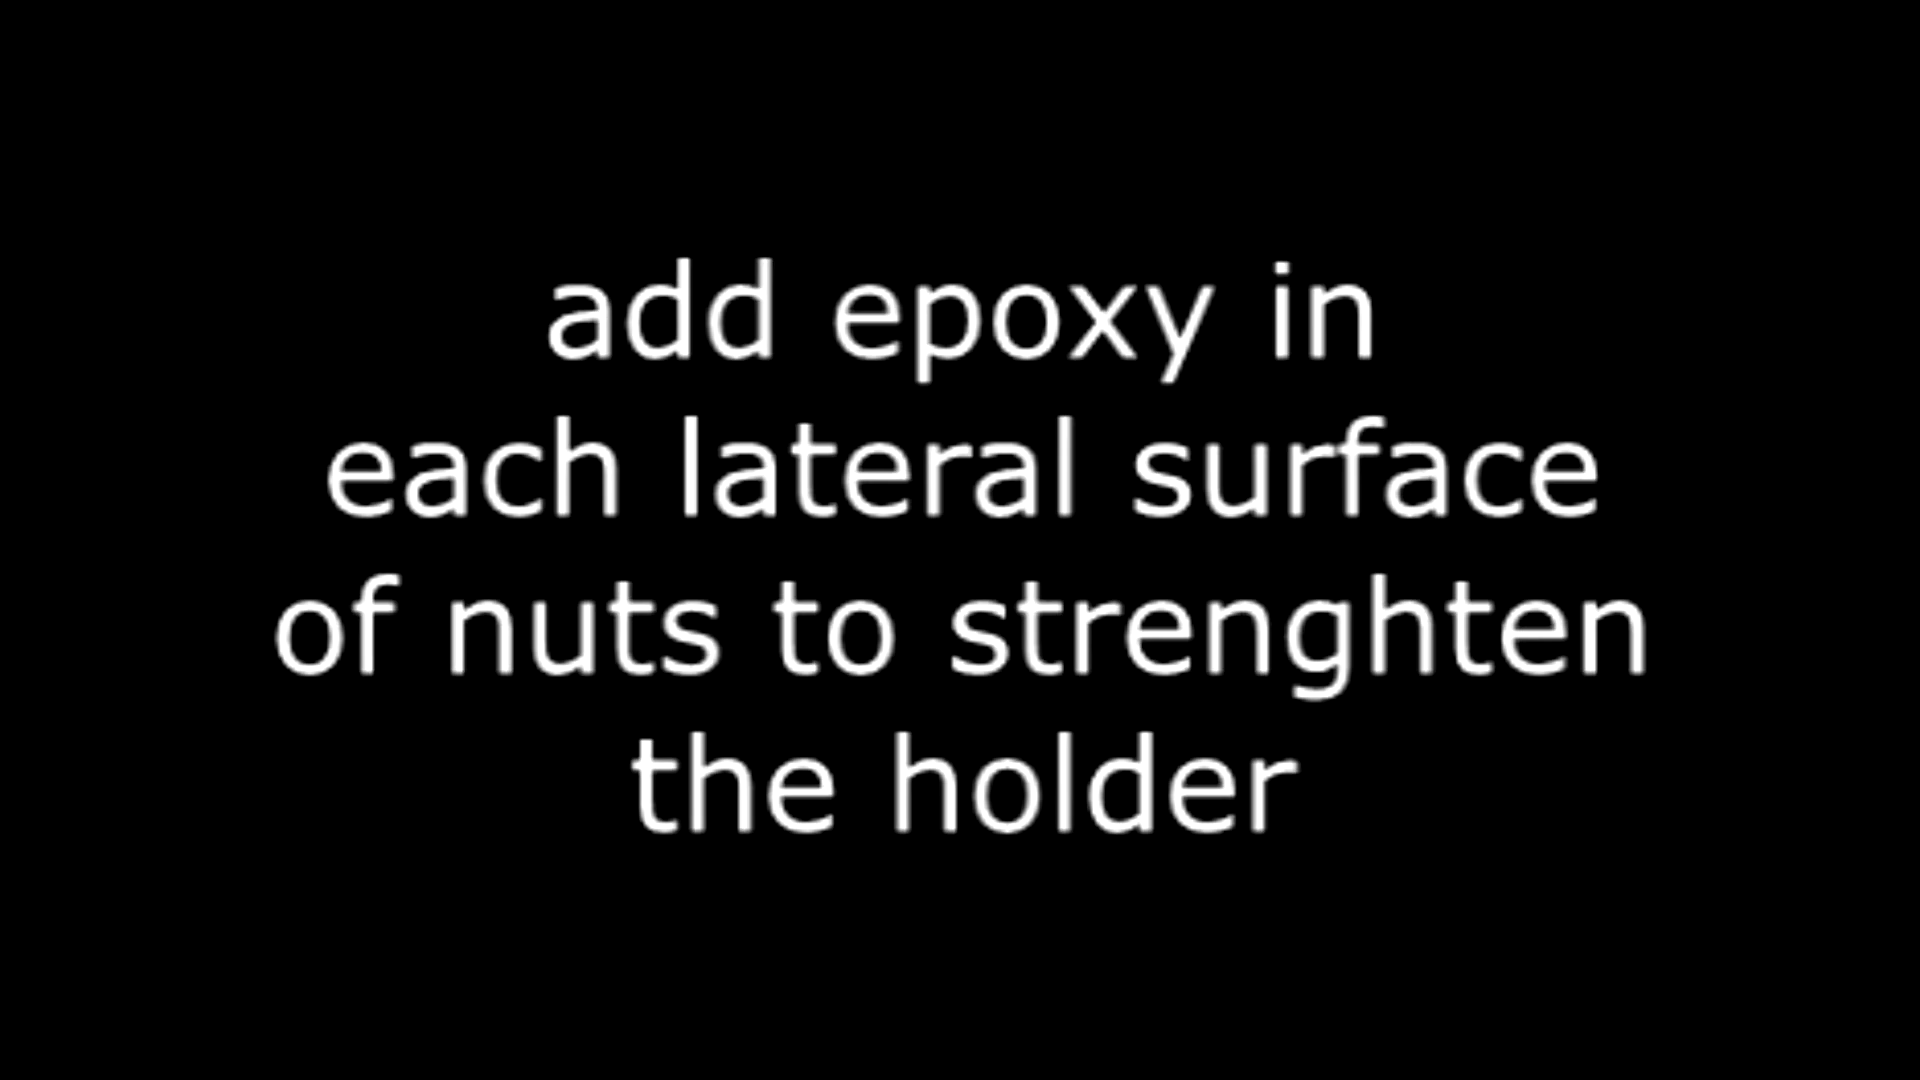 add epoxy in
each lateral surface
of nuts to strenghten
the holder